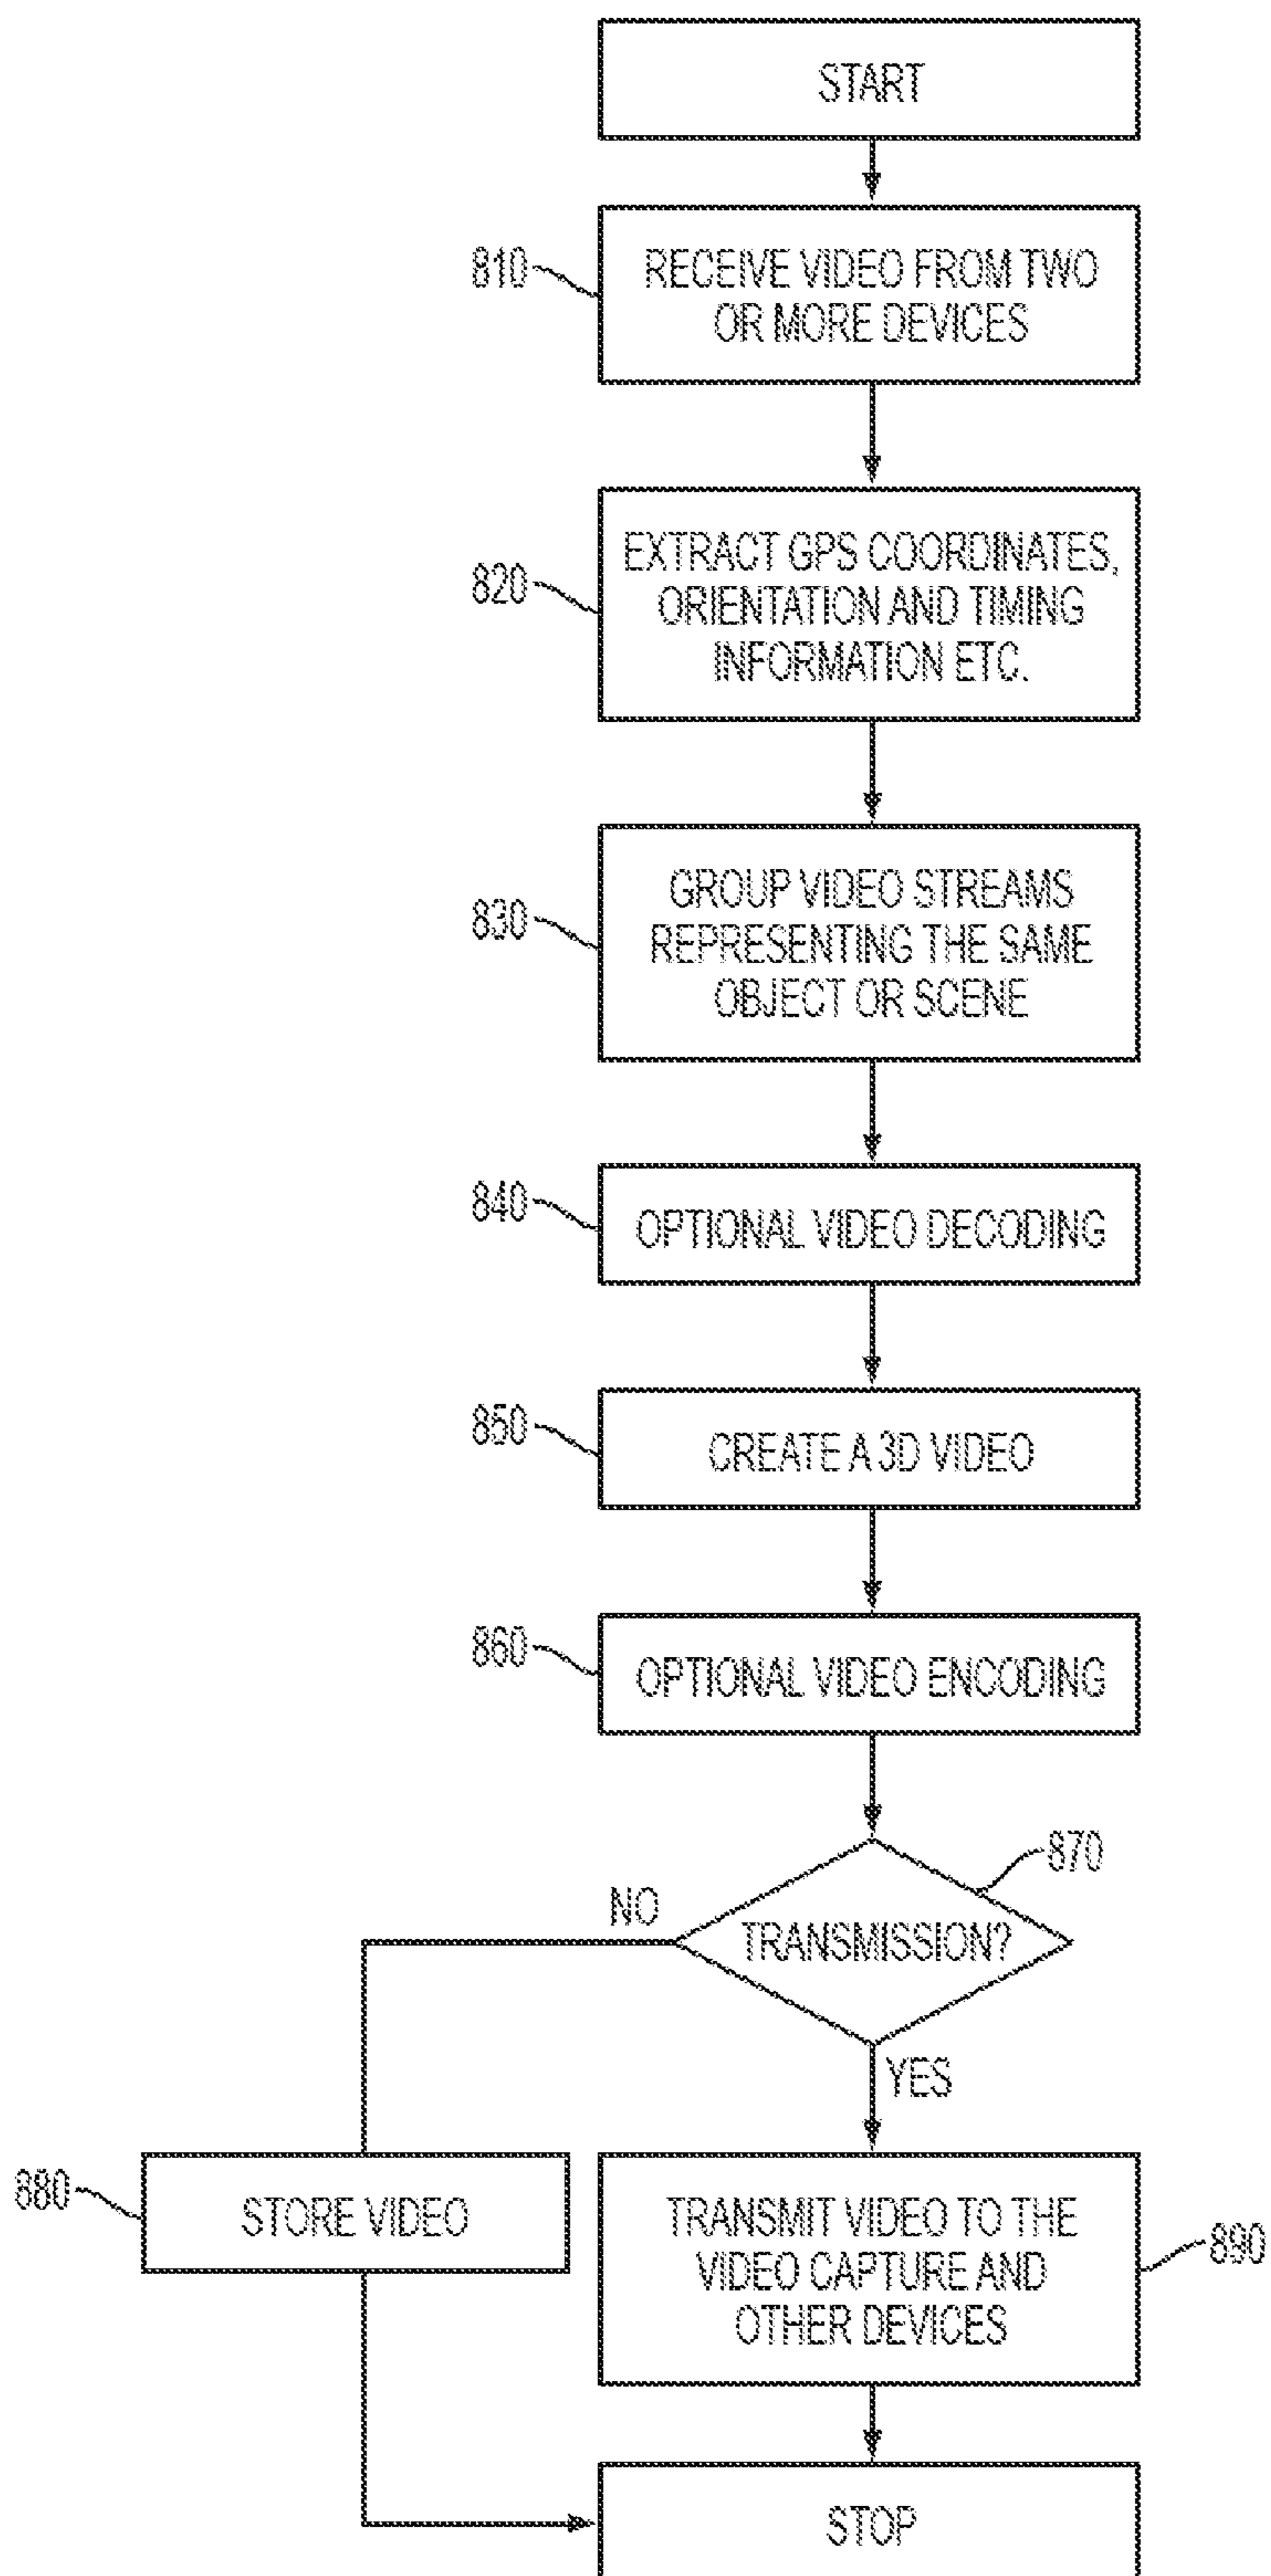 START
810
RECEIVE VIDEO FROM TWO
OR MORE DEVICES
820
EXTRACT GPS COORDINATES,
ORIENTATION AND TIMING
INFORMATION ETC.
830
GROUP VIDEO STREAMS
REPRESENTING THE SAME
OBJECT OR SCENE
840
OPTIONAL VIDEO DECODING
850
CREATE A 3D VIDEO
860
OPTIONAL VIDEO ENCODING
870
NO
TRANSMISSION?
YES
880
STORE VIDEO
TRANSMIT VIDEO TO THE
VIDEO CAPTURE AND
OTHER DEVICES
890
STOP